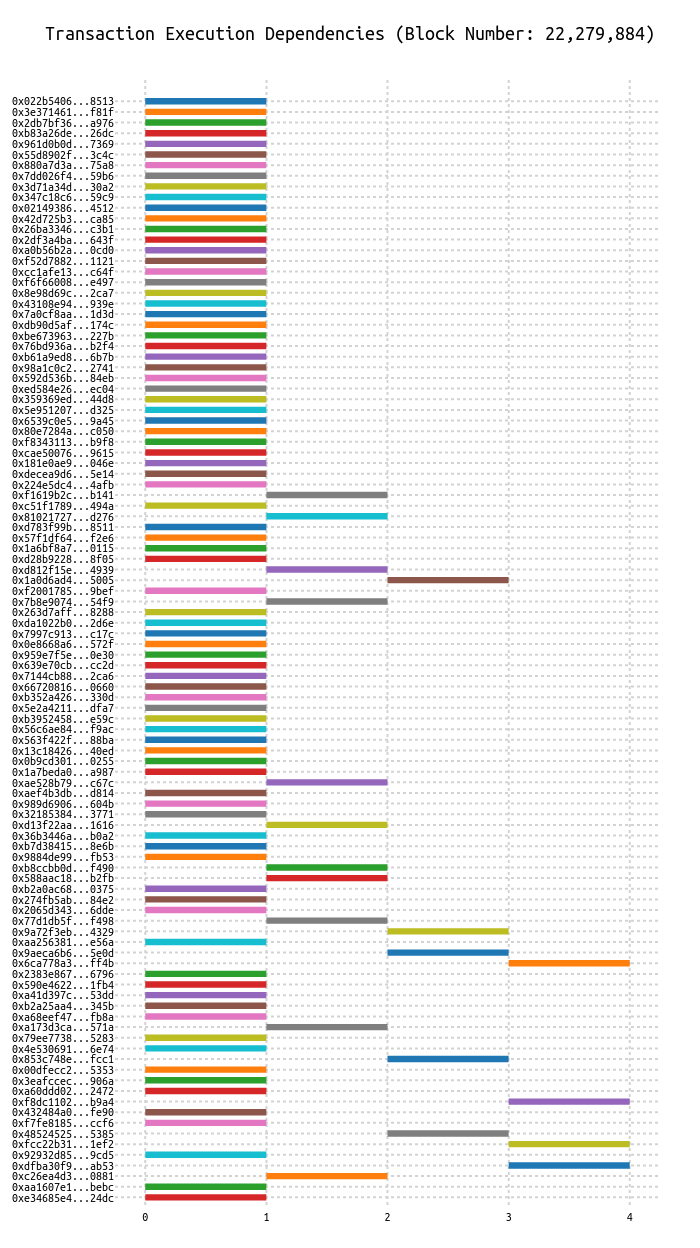 Transaction Execution Dependencies (Block Number: 22,279,884)
0x022b5406...8513
0x3e371461...f81f
0x2db7bf36...a976
0xb83a26de...26dc
0x961d0b0d...7369
0x55d8902f...3c4c
0x880a7d3a...75a8
0x7dd026f4...59b6
0x3d71a34d...30a2
0x347c18c6...59c9
0x02149386...4512
0x42d725b3...ca85
0x26ba3346...c3b1
0x2df3a4ba...643f
0xa0b56b2a...0cd0
0xf52d7882...1121
0xcc1afe13...c64f
0xf6f66008...e497
0x8e98d69c...2ca7
0x43108e94...939e
0x7a0cf8aa...1d3d
0xdb90d5af...174c
0xbe673963...227b
0x76bd936a...b2f4
0xb61a9ed8...6b7b
0x98a1c0c2...2741
0x592d536b...84eb
0xed584e26...ec04
0x359369ed...44d8
0x5e951207...d325
0x6539c0e5...9a45
0x80e7284a...c050
0xf8343113...b9f8
0xcae50076...9615
0x181e0ae9...046e
0xdecea9d6...5e14
0x224e5dc4...4afb
0xf1619b2c...b141
0xc51f1789...494a
0x81021727...d276
0xd783f99b...8511
0x57f1df64...f2e6
0x1a6bf8a7...0115
0xd28b9228...8f05
0xd812f15e...4939
0x1a0d6ad4...5005
0xf2001785...9bef
0x7b8e9074...54f9
0x263d7aff...8288
0xda1022b0...2d6e
0x7997c913...c17c
0x0e8668a6...572f
0x959e7f5e...0e30
0x639e70cb...cc2d
0x7144cb88...2ca6
0x66720816...0660
0xb352a426...330d
0x5e2a4211...dfa7
0xb3952458...e59c
0x56c6ae84...f9ac
0x563f422f...88ba
0x13c18426...40ed
0x0b9cd301...0255
0x1a7beda0...a987
0xae528b79...c67c
0xaef4b3db...d814
0x989d6906...604b
0x32185384...3771
0xd13f22aa...1616
0x36b3446a...b0a2
0xb7d38415...8e6b
0x9884de99...fb53
0xb8ccbb0d...f490
0x588aac18...b2fb
0xb2a0ac68...0375
0x274fb5ab...84e2
0x2065d343...6dde
0x77d1db5f...f498
0x9a72f3eb...4329
0xaa256381...e56a
0x9aeca6b6...5e0d
0x6ca778a3...ff4b
0x2383e867...6796
0x590e4622...1fb4
0xa41d397c...53dd
0xb2a25aa4...345b
0xa68eef47...fb8a
0xa173d3ca...571a
0x79ee7738...5283
0x4e530691...6e74
0x853c748e...fcc1
0x00dfecc2...5353
0x3eafccec...906a
0xa60ddd02...2472
0xf8dc1102...b9a4
0x432484a0...fe90
0xf7fe8185...ccf6
0x48524525...5385
0xfcc22b31...1ef2
0x92932d85...9cd5
0xdfba30f9...ab53
0xc26ea4d3...0881
0xaa1607e1...bebc
0xe34685e4...24dc
0 1 2 3 4